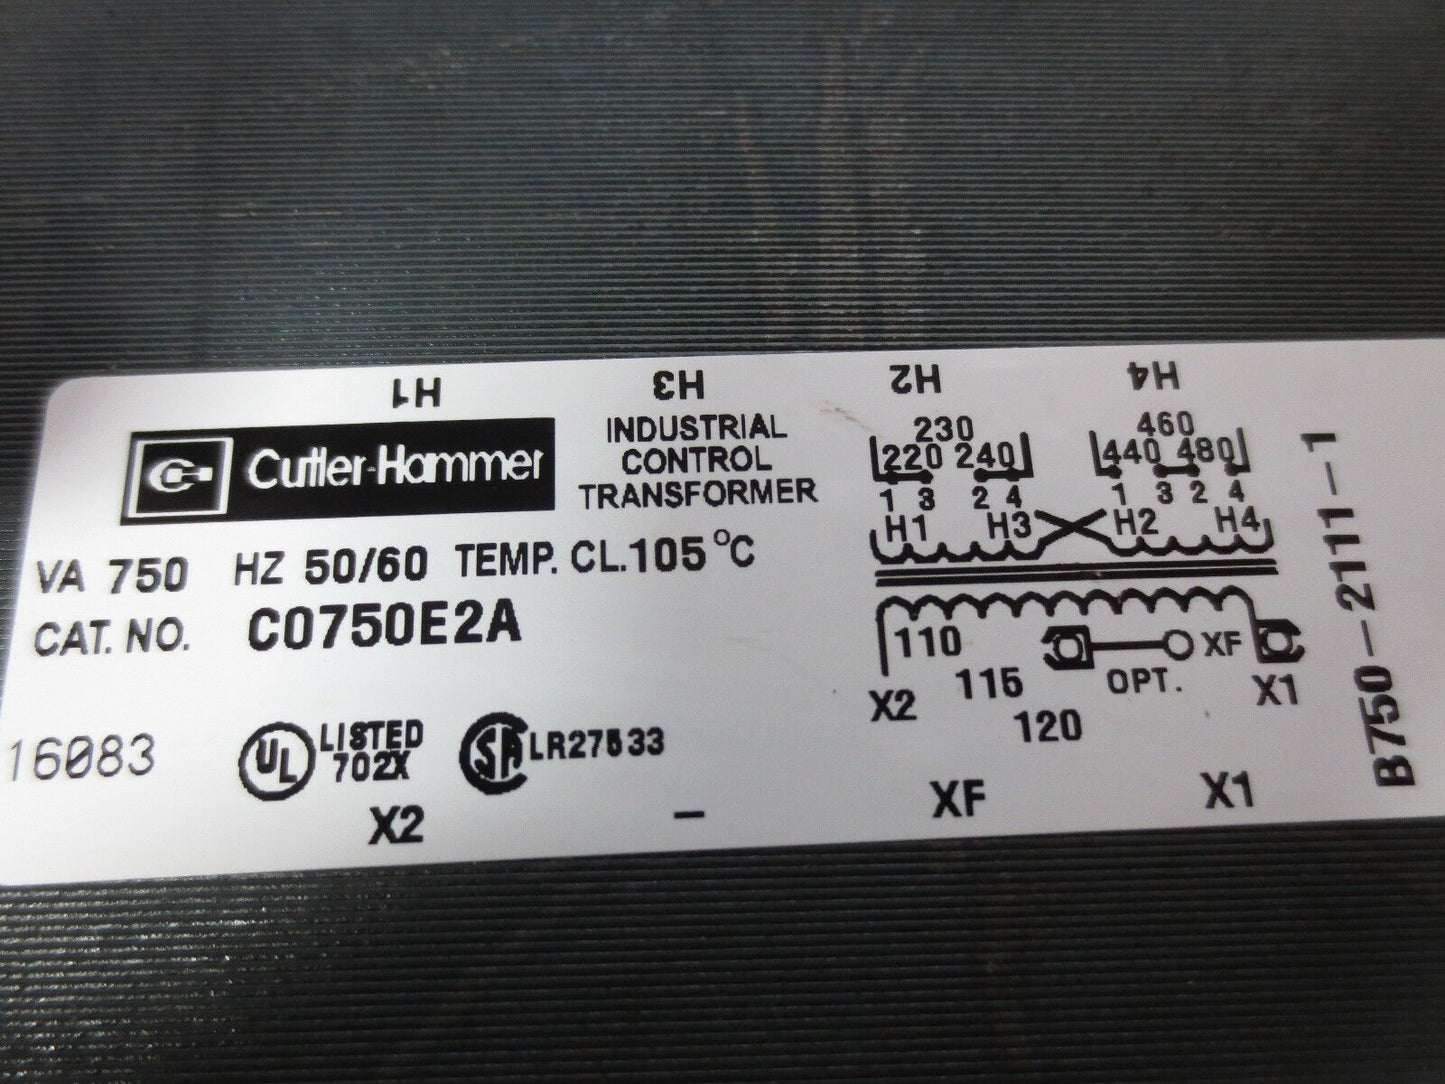 H1 H3 H2 H4
Cutler-Hammer
INDUSTRIAL
CONTROL
TRANSFORMER
VA 750 HZ 50/60 TEMP. CL. 105 °C
CAT. NO. C0750E2A
16083
UL LISTED
702X
SA LR27533
230
220 240
1 3 2 4
460
440 480
1 3 2 4
H1 H3 H2 H4
110
115
120
X2
OPT.
XF
X1
X2 – XF X1
B750-2111-1